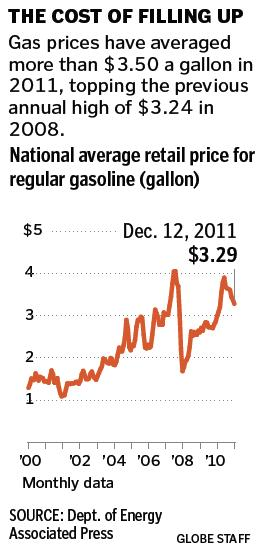 THE COST OF FILLING UP
Gas prices have averaged
more than $3.50 a gallon in
2011, topping the previous
annual high of $3.24 in
2008.
National average retail price for
regular gasoline (gallon)
$5
Dec. 12, 2011
$3.29
4
3
2
1
'00 '02 '04 '06 '08 '10
Monthly data
SOURCE: Dept. of Energy
Associated Press
GLOBE STAFF